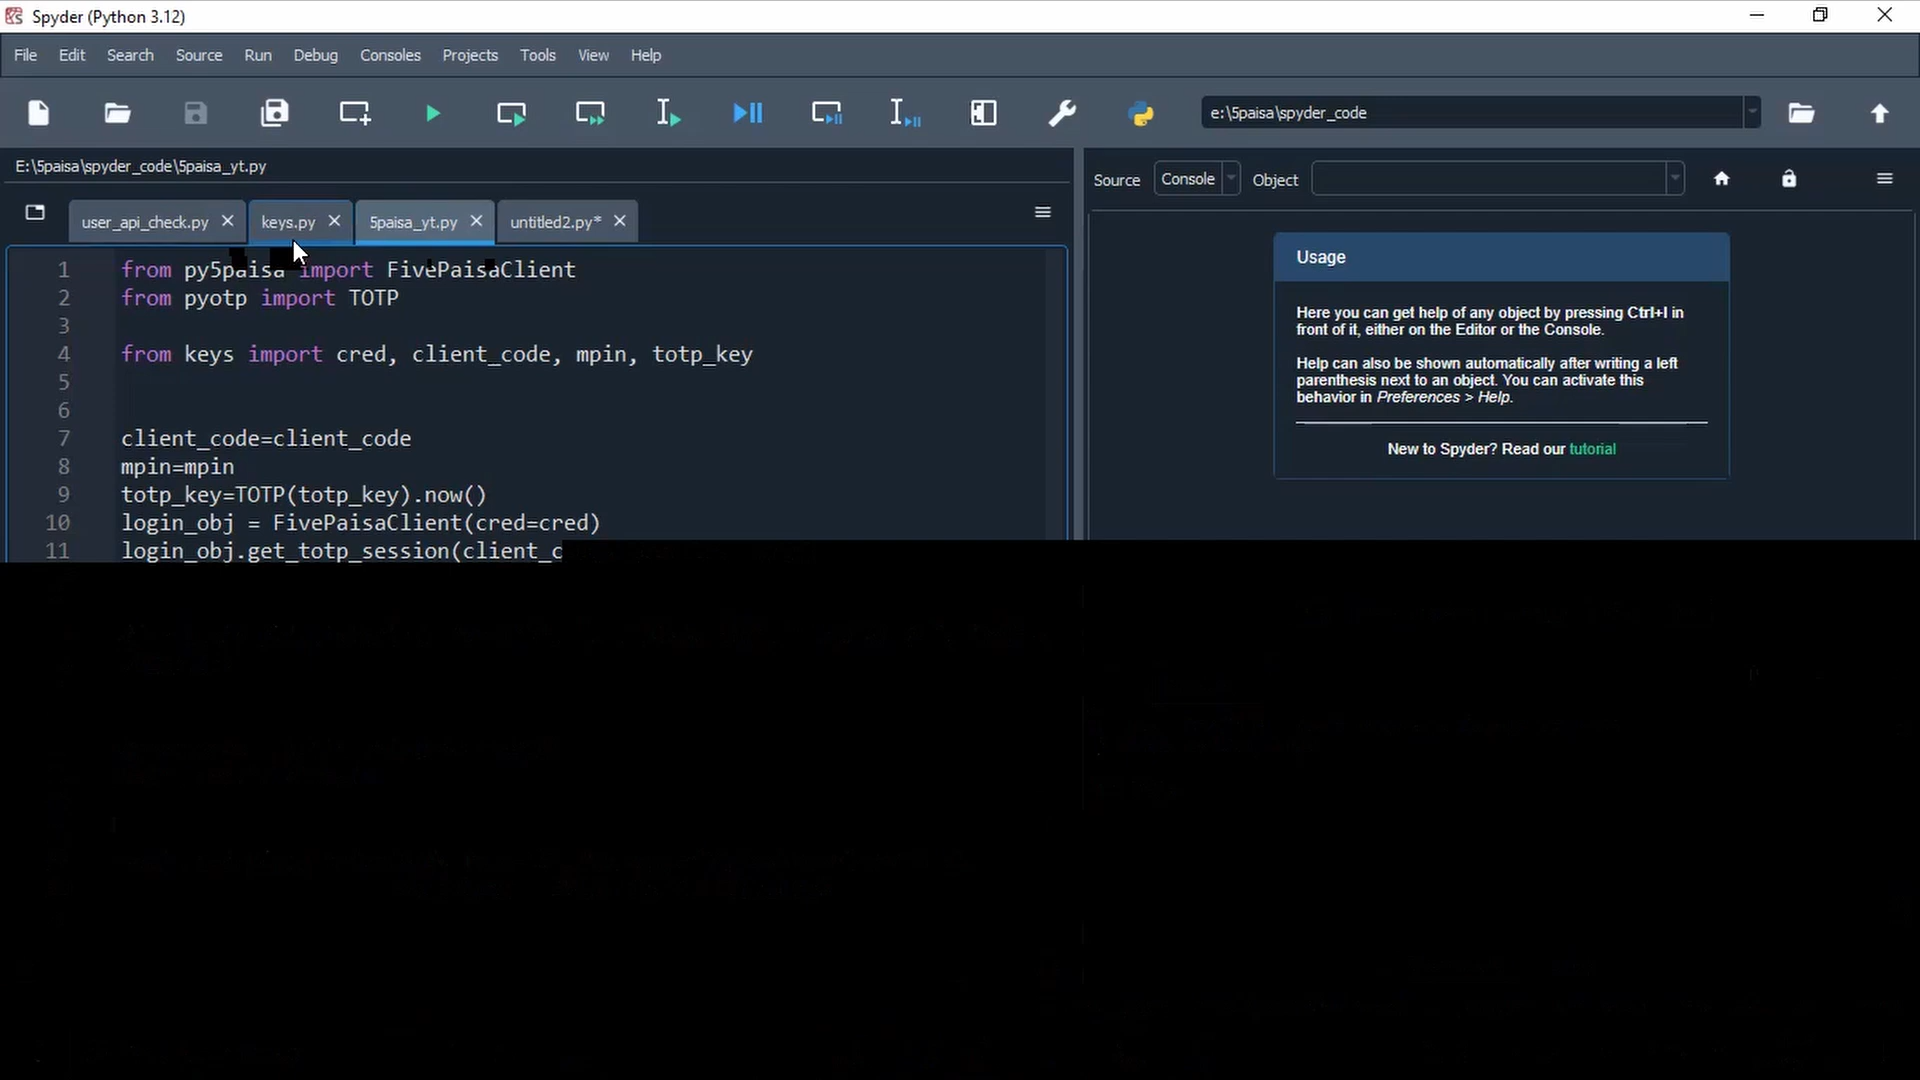 Spyder (Python 3.12)
File Edit Search Source Run Debug Consoles Projects Tools View Help
e:\5paisa\spyder_code
E:\5paisa\spyder_code\5paisa_yt.py
user_api_check.py keys.py 5paisa_yt.py untitled2.py*
1 from py5paisa import FivePaisaClient
2 from pyotp import TOTP
3
4 from keys import cred, client_code, mpin, totp_key
5
6
7 client_code=client_code
8 mpin=mpin
9 totp_key=TOTP(totp_key).now()
10 login_obj = FivePaisaClient(cred=cred)
11 login_obj.get_totp_session(client_c
Source Console Object
Usage
Here you can get help of any object by pressing Ctrl+I in
front of it, either on the Editor or the Console.
Help can also be shown automatically after writing a left
parenthesis next to an object. You can activate this
behavior in Preferences > Help.
New to Spyder? Read our tutorial